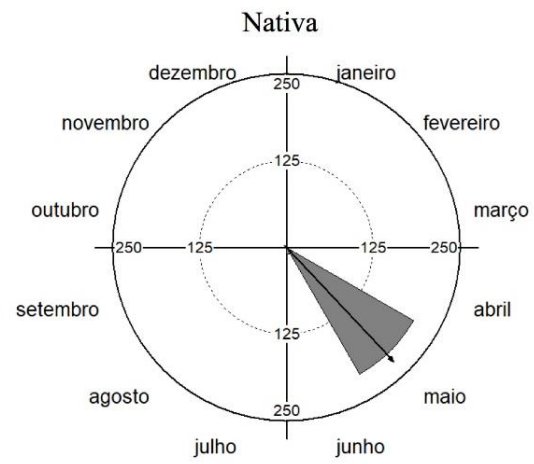 Nativa
dezembro
janeiro
250
novembro
fevereiro
125
outubro
março
250
125
125
250
setembro
abril
125
agosto
maio
250
julho
junho